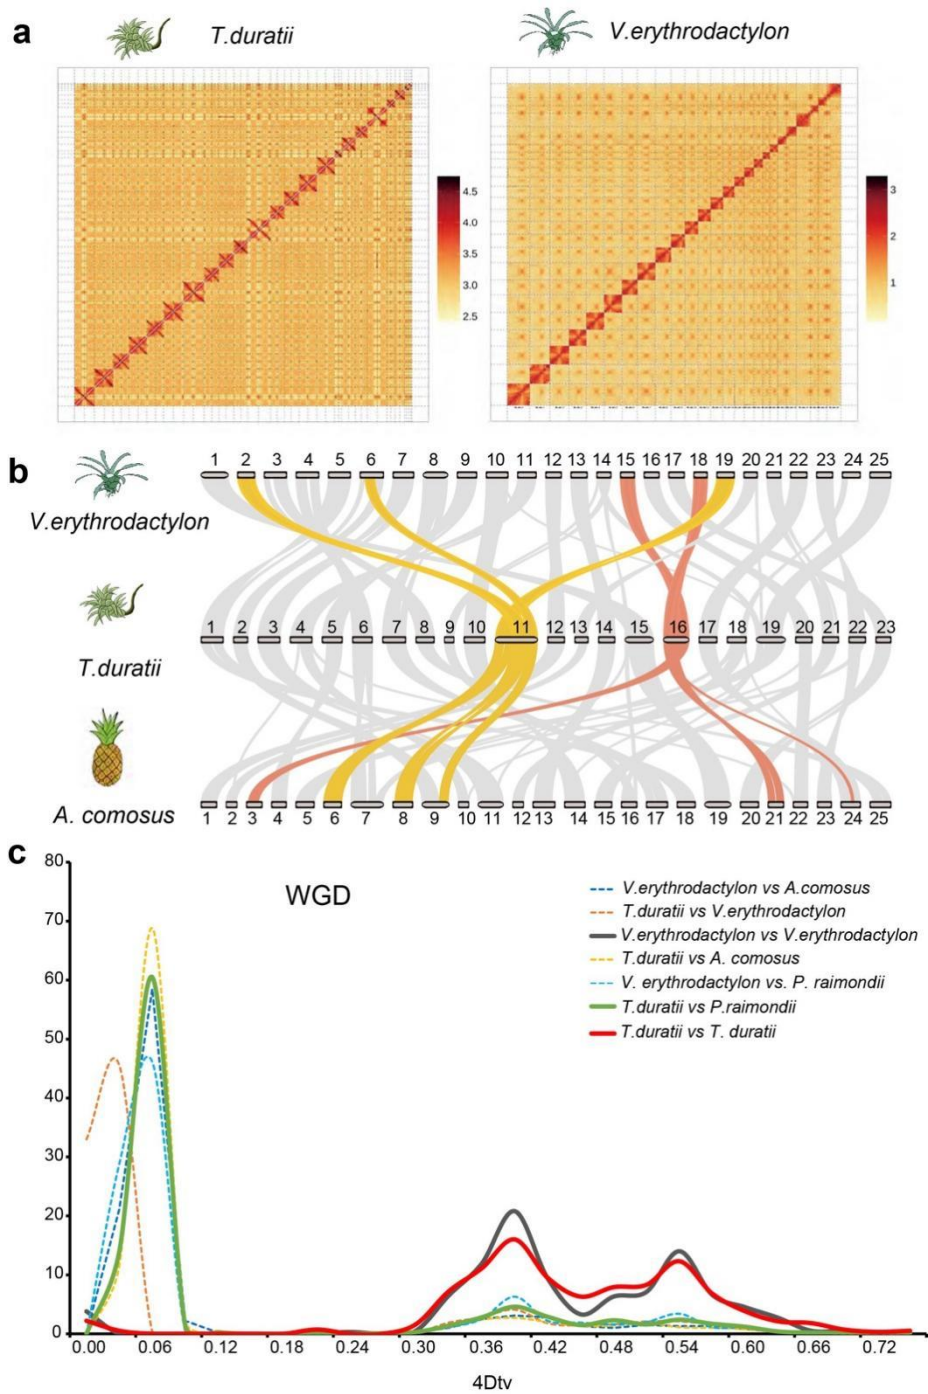 a
T.duratii
V.erythrodactylon
4.5
4.0
3.5
3.0
2.5
3
2
1
b
1 2 3 4 5 6 7 8 9 10 11 12 13 14 15 16 17 18 19 20 21 22 23 24 25
V.erythrodactylon
1 2 3 4 6 7 8 9 10 11 12 13 14 15 16 17 18 19 20 21 22 23
T.duratii
A. comosus
1 2 3 4 5 6 7 8 9 10 11 12 13 14 16 17 18 19 20 21 22 23 24 25
c
WGD
80
70
60
50
40
30
20
10
0
V.erythrodactylon vs A.comosus
T.duratii vs V.erythrodactylon
V.erythrodactylon vs V.erythrodactylon
T.duratii vs A. comosus
V. erythrodactylon vs. P. raimondii
T.duratii vs P.raimondii
T.duratii vs T. duratii
0.00 0.06 0.12 0.18 0.24 0.30 0.36 0.42 0.48 0.54 0.60 0.66 0.72
4Dtv